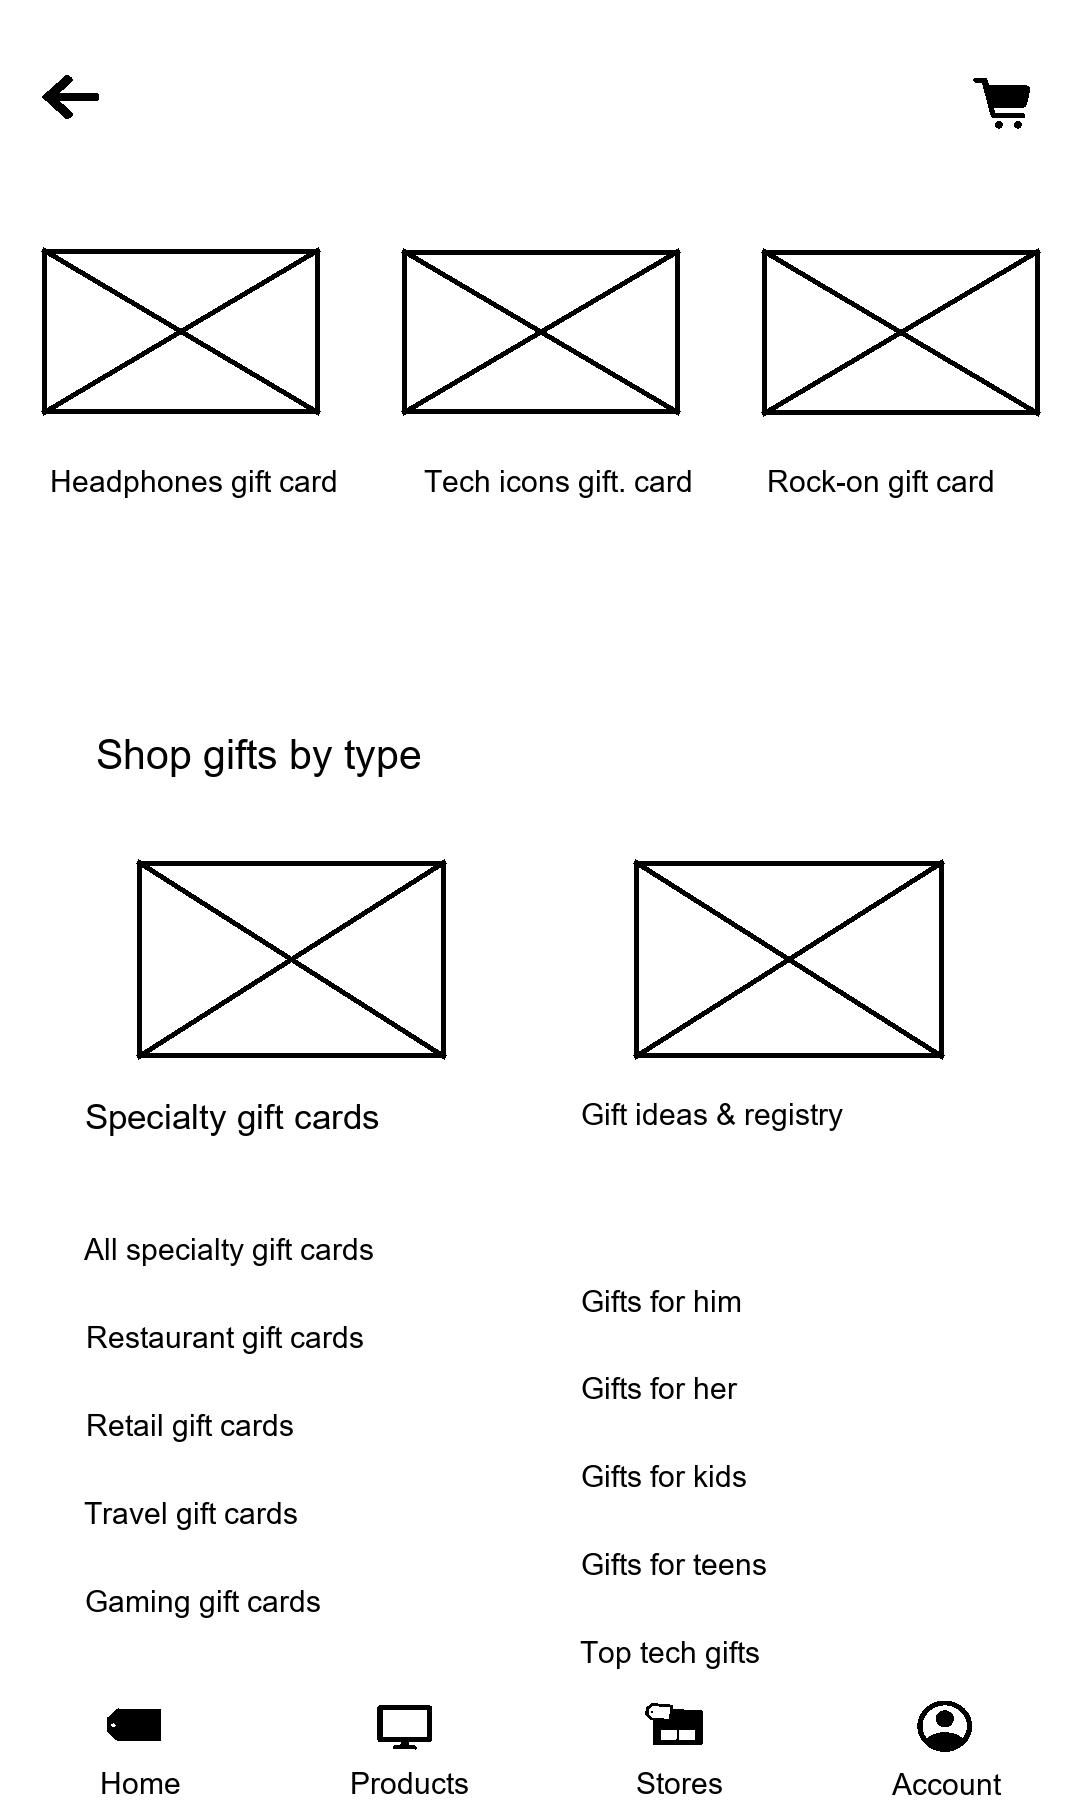 Headphones gift card
Tech icons gift. card
Rock-on gift card
Shop gifts by type
Specialty gift cards
All specialty gift cards
Restaurant gift cards
Retail gift cards
Travel gift cards
Gaming gift cards
Gift ideas & registry
Gifts for him
Gifts for her
Gifts for kids
Gifts for teens
Top tech gifts
Home
Products
Stores
Account